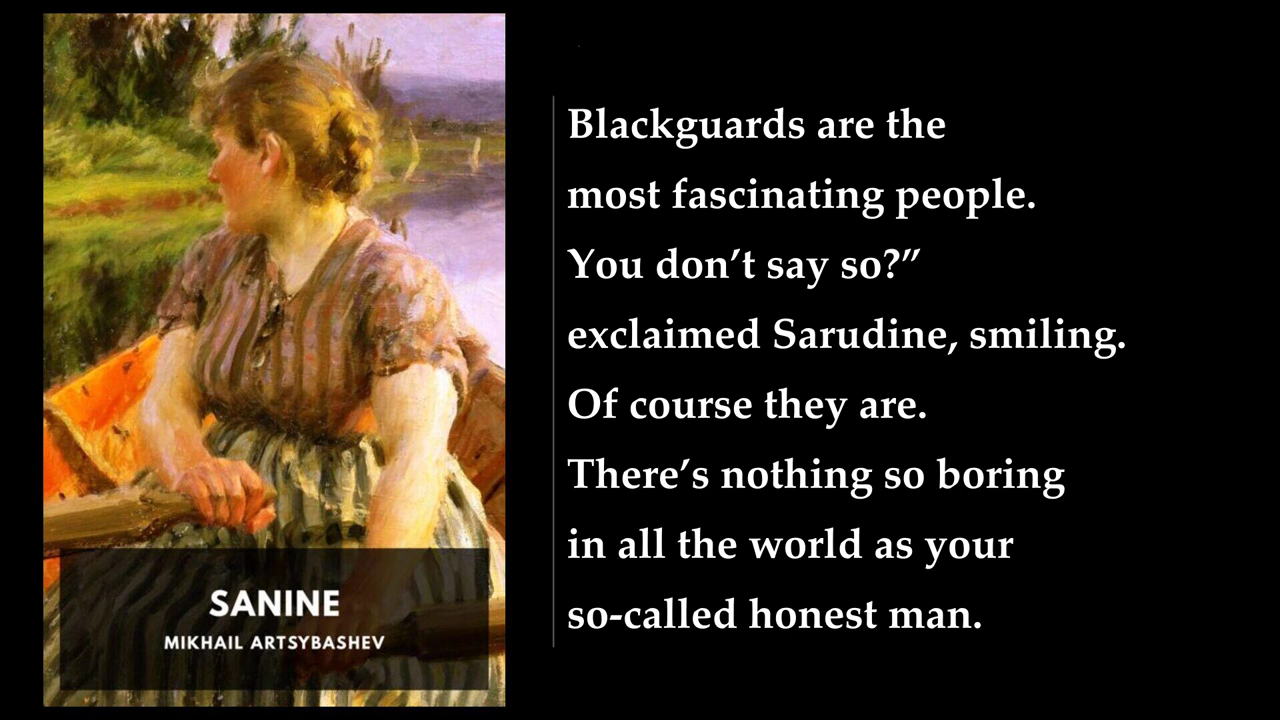 SANINE
MIKHAIL ARTSYBASHEV
Blackguards are the
most fascinating people.
You don’t say so?”
exclaimed Sarudine, smiling.
Of course they are.
There’s nothing so boring
in all the world as your
so-called honest man.